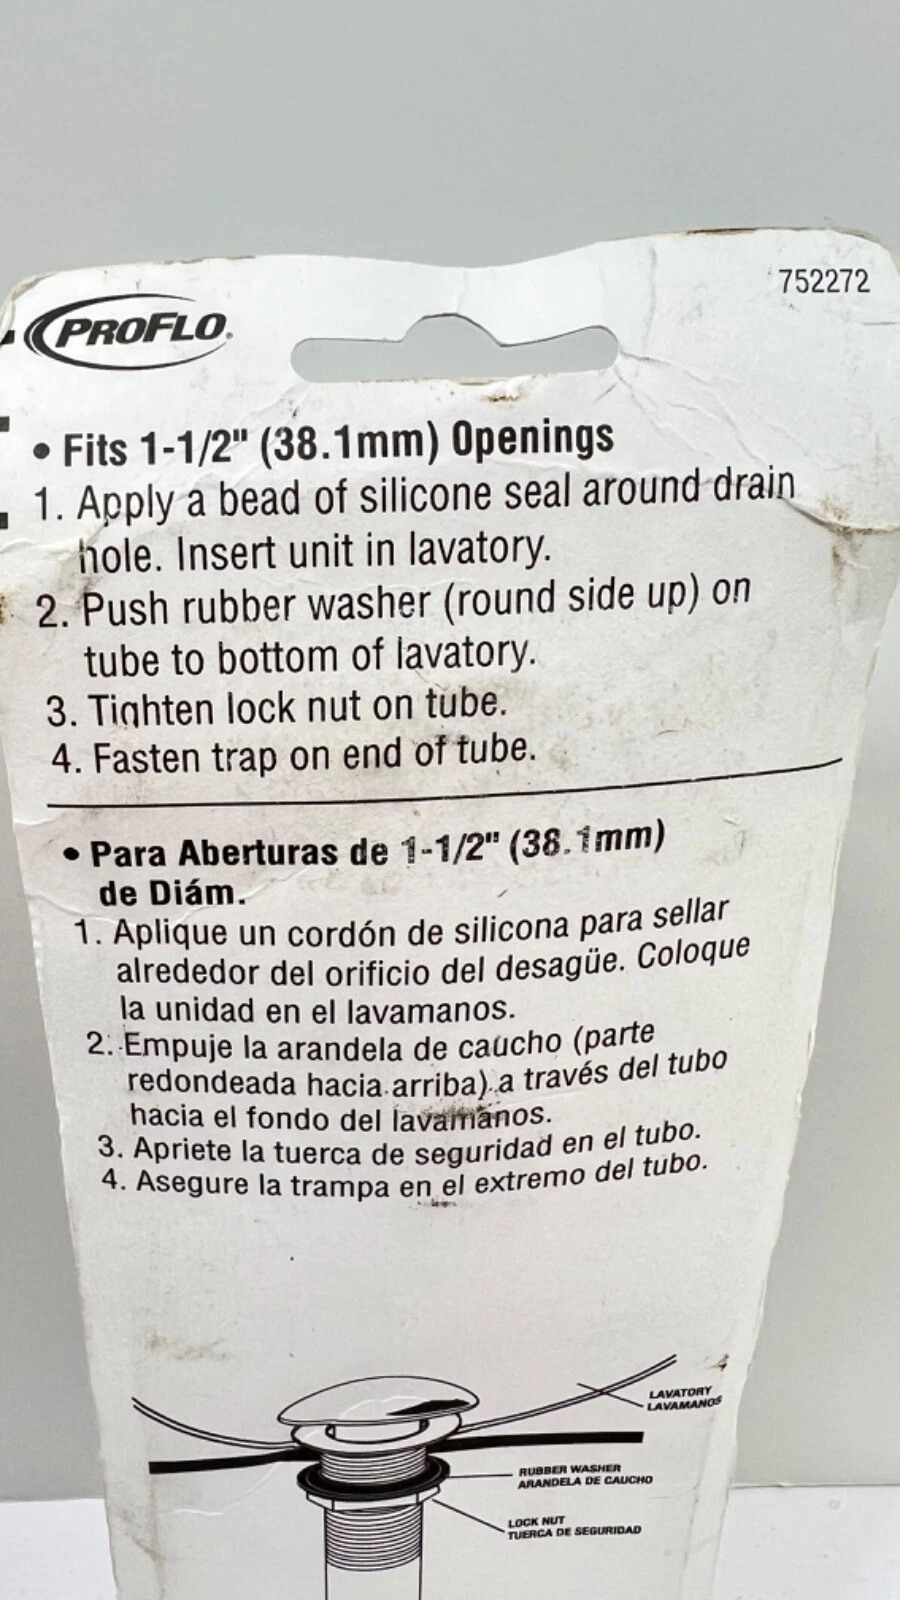 PROFLO®
752272
• Fits 1-1/2" (38.1mm) Openings
1. Apply a bead of silicone seal around drain
hole. Insert unit in lavatory.
2. Push rubber washer (round side up) on
tube to bottom of lavatory.
3. Tighten lock nut on tube.
4. Fasten trap on end of tube.
• Para Aberturas de 1-1/2" (38.1mm)
de Diám.
1. Aplique un cordón de silicona para sellar
alrededor del orificio del desagüe. Coloque
la unidad en el lavamanos.
2. Empuje la arandela de caucho (parte
redondeada hacia arriba) a través del tubo
hacia el fondo del lavamanos.
3. Apriete la tuerca de seguridad en el tubo.
4. Asegure la trampa en el extremo del tubo.
LAVATORY
LAVAMANOS
RUBBER WASHER
ARANDELA DE CAUCHO
LOCK NUT
TUERCA DE SEGURIDAD